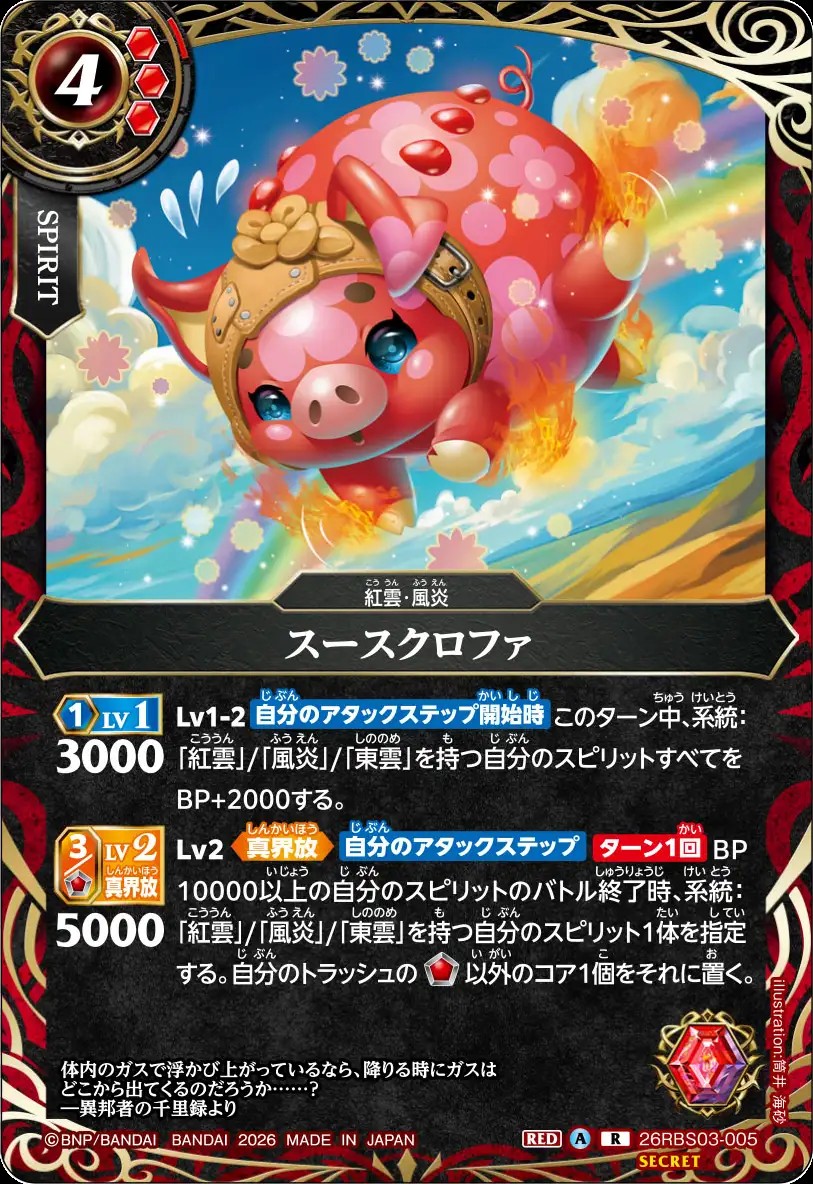 4
SPIRIT
紅雲・風炎
スースクロファ
1 LV1
3000
Lv1-2 自分のアタックステップ開始時 このターン中、系統:
「紅雲」/「風炎」/「東雲」を持つ自分のスピリットすべてを
BP+2000する。
3 LV2
真界放
5000
Lv2 真界放 自分のアタックステップ ターン1回 BP
10000以上の自分のスピリットのバトル終了時、系統:
「紅雲」/「風炎」/「東雲」を持つ自分のスピリット1体を指定
する。自分のトラッシュの 以外のコア1個をそれに置く。
体内のガスで浮かび上がっているなら、降りる時にガスは
どこから出てくるのだろうか……?
―異邦者の千里録より
illustration:筒井 海砂
©BNP/BANDAI BANDAI 2026 MADE IN JAPAN
RED A R 26RBS03-005
SECRET